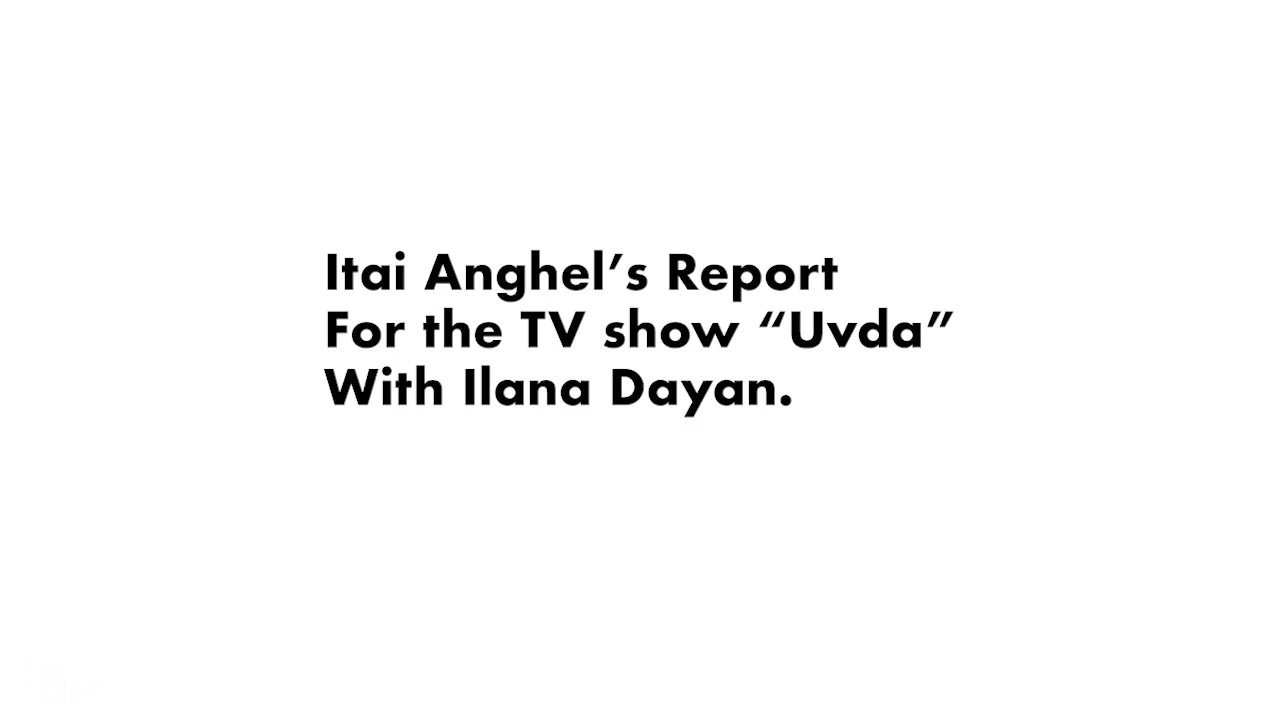 Itai Anghel’s Report
For the TV show “Uvda”
With Ilana Dayan.